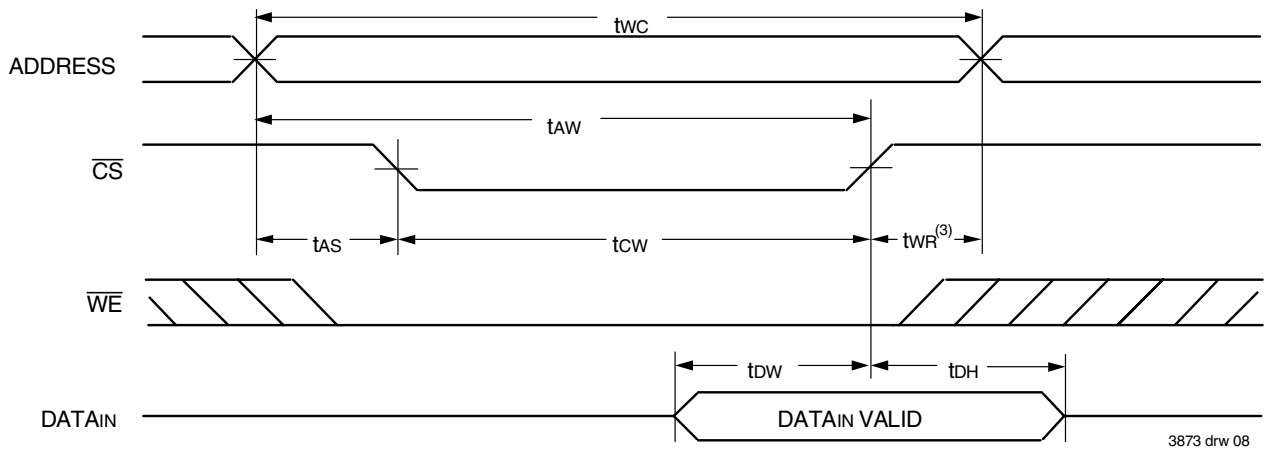 tWC
ADDRESS
tAW
CS
tAS
tCW
tWR(3)
WE
tDW
tDH
DATAIN
DATAIN VALID
3873 drw 08